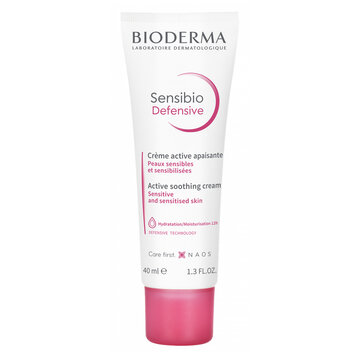 BIODERMA
LABORATOIRE DERMATOLOGIQUE
Sensibio
Defensive
Crème active apaisante
Peaux sensibles
et sensibilisées
Active soothing cream
Sensitive
and sensitised skin
Hydratation/Moisturisation 12h
DEFENSIVE TECHNOLOGY
Care first. NAOS
40 ml e 1.3 FL.OZ.